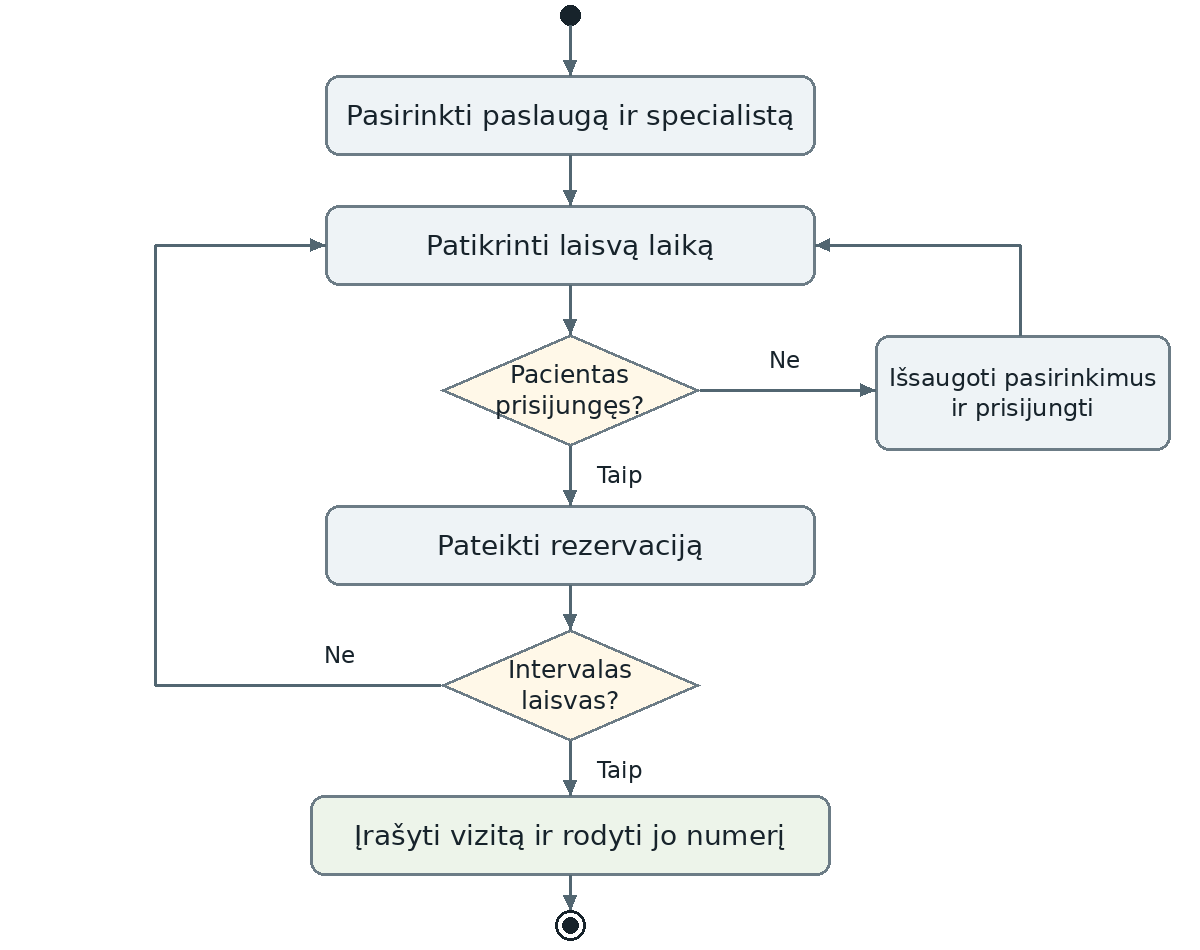 Pasirinkti paslaugą ir specialistą
Patikrinti laisvą laiką
Pacientas
prisijungęs?
Ne
Išsaugoti pasirinkimus
ir prisijungti
Taip
Pateikti rezervaciją
Ne
Intervalas
laisvas?
Taip
Įrašyti vizitą ir rodyti jo numerį